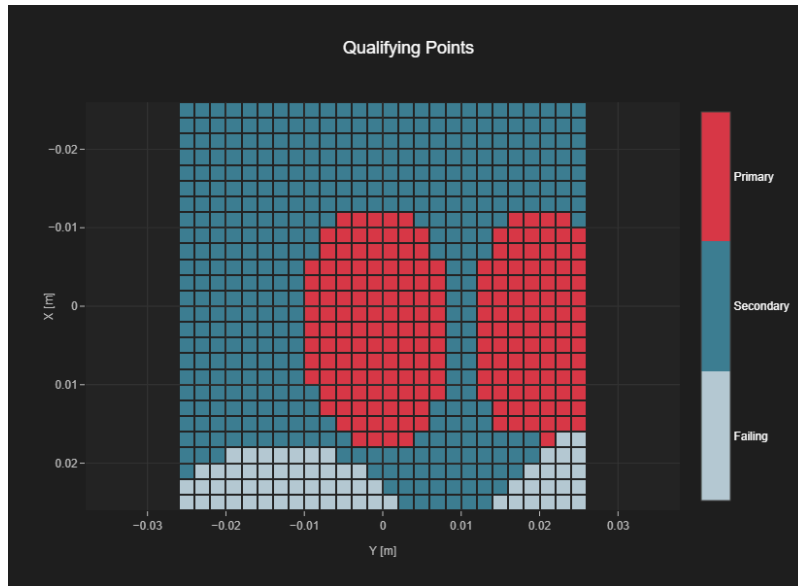 Qualifying Points
−0.02
−0.01
0
0.01
0.02
X [m]
−0.03
−0.02
−0.01
0
0.01
0.02
0.03
Y [m]
Primary
Secondary
Failing